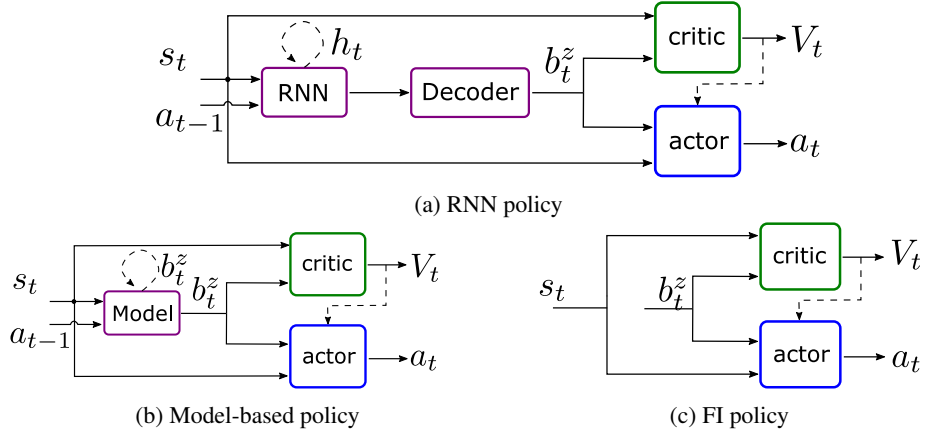 s_t
a_{t-1}
h_t
RNN
Decoder
b_t^z
critic
V_t
actor
a_t
(a) RNN policy
s_t
a_{t-1}
b_t^z
Model
b_t^z
critic
V_t
actor
a_t
(b) Model-based policy
s_t
b_t^z
critic
V_t
actor
a_t
(c) FI policy